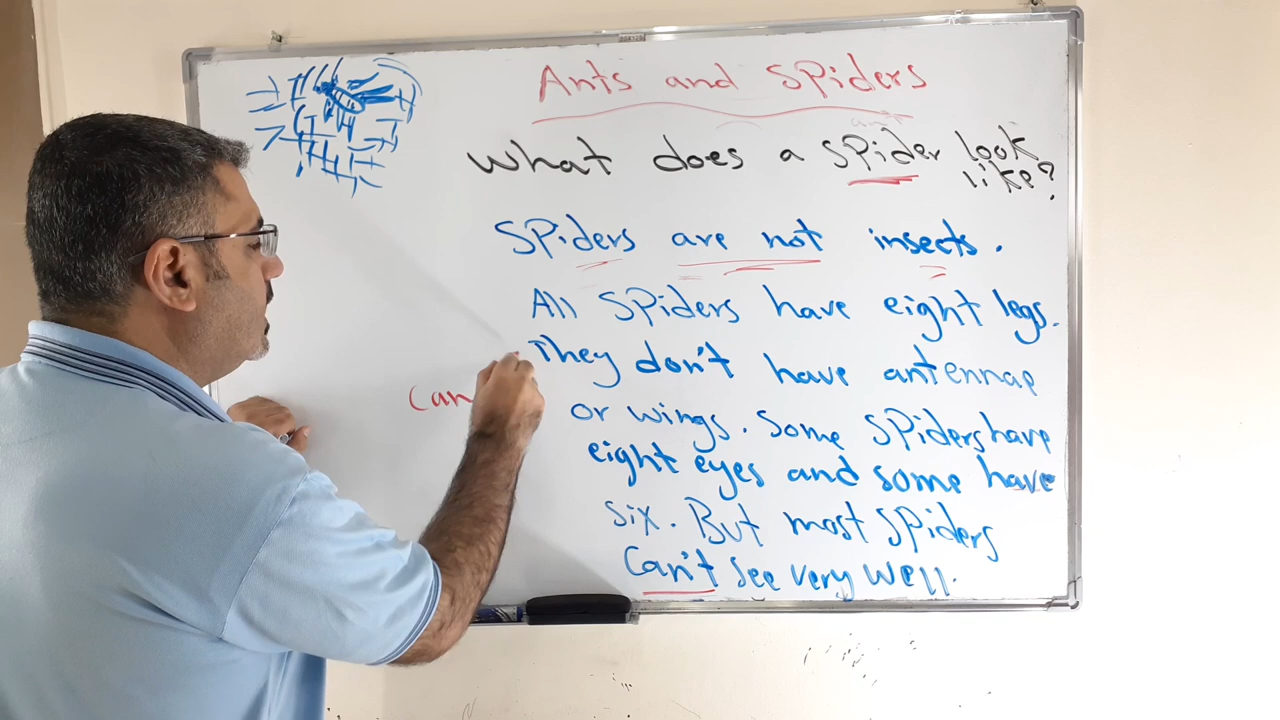 Ants and Spiders
What does a spider look
like?
Spiders are not insects.
All spiders have eight legs.
They don't have antennap
or wings. Some spiders have
eight eyes and some have
six. But most spiders
can't see very well.
can